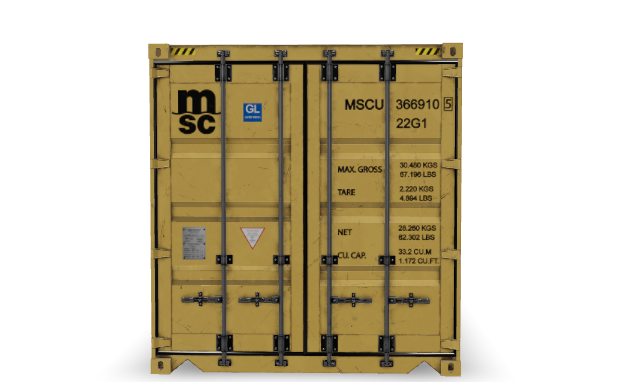 msc
GL
MSCU 366910 5
22G1
MAX. GROSS 30.480 KGS
67.196 LBS
TARE 2.220 KGS
4.894 LBS
NET 28.260 KGS
62.302 LBS
CU. CAP. 33.2 CU.M
1.172 CU.FT.